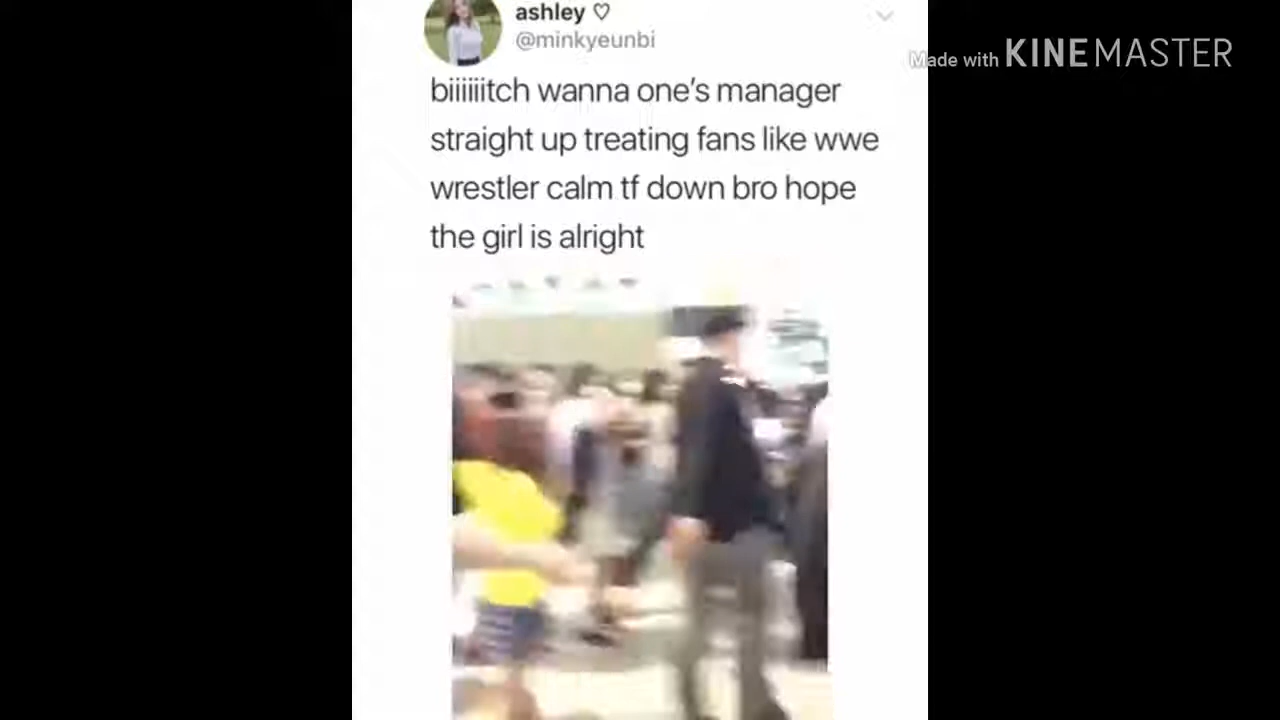 ashley ♡
@minkyeunbi
Made with KINEMASTER
biiiiiitch wanna one's manager
straight up treating fans like wwe
wrestler calm tf down bro hope
the girl is alright